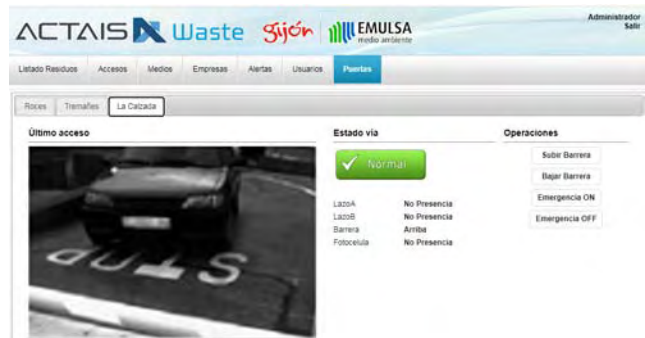 ACTAIS Waste gijón EMULSA
medio ambiente
Administrador
Salir
Listado Residuos Accesos Medios Empresas Alertas Usuarios Puertas
Roces Tremañes La Calzada
Último acceso
STOP
Estado vía
Normal
LazoA No Presencia
LazoB No Presencia
Barrera Arriba
Fotocelula No Presencia
Operaciones
Subir Barrera
Bajar Barrera
Emergencia ON
Emergencia OFF